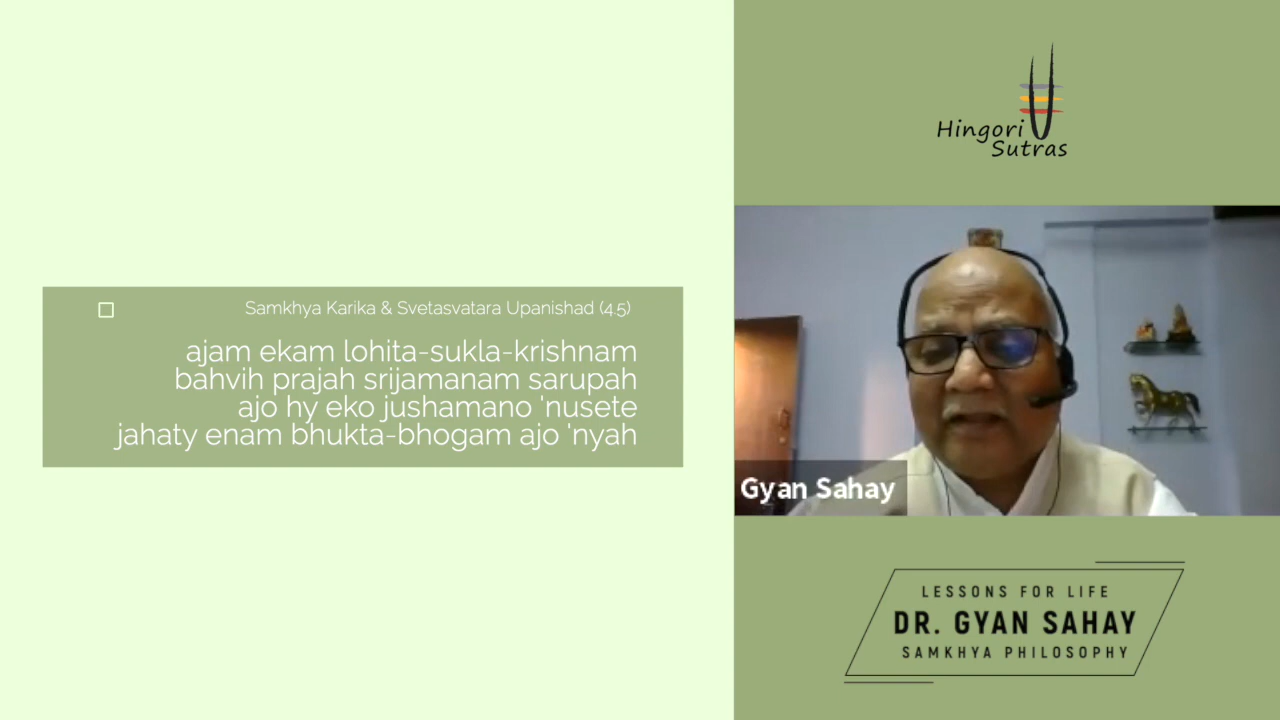 Samkhya Karika & Svetasvatara Upanishad (4.5)
ajam ekam lohita-sukla-krishnam
bahvih prajah srijamanam sarupah
ajo hy eko jushamano 'nusete
jahaty enam bhukta-bhogam ajo 'nyah
Hingori
Sutras
Gyan Sahay
LESSONS FOR LIFE
DR. GYAN SAHAY
SAMKHYA PHILOSOPHY